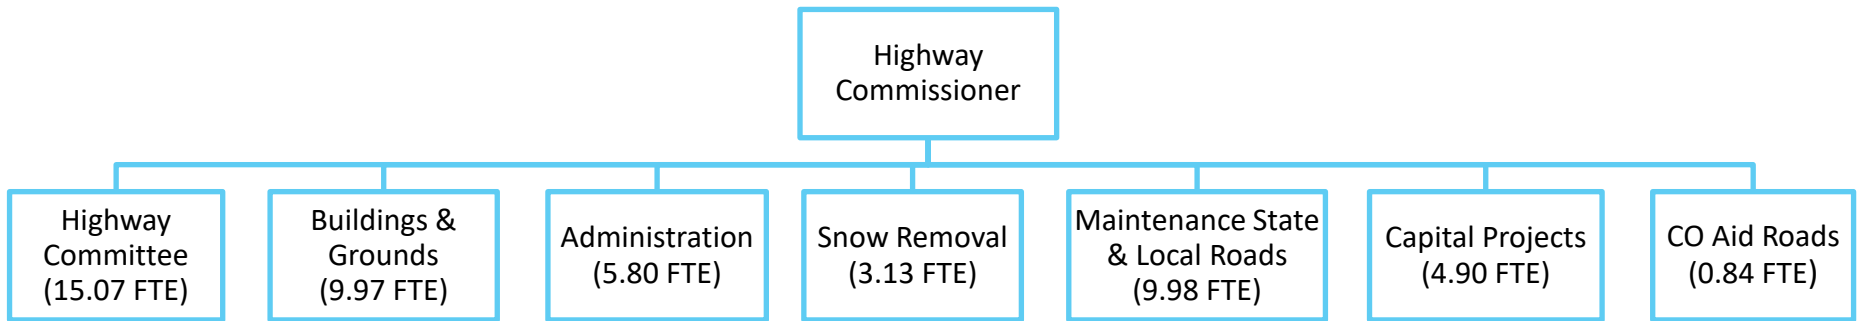 Highway
Commissioner
Highway
Committee
(15.07 FTE)
Buildings &
Grounds
(9.97 FTE)
Administration
(5.80 FTE)
Snow Removal
(3.13 FTE)
Maintenance State
& Local Roads
(9.98 FTE)
Capital Projects
(4.90 FTE)
CO Aid Roads
(0.84 FTE)